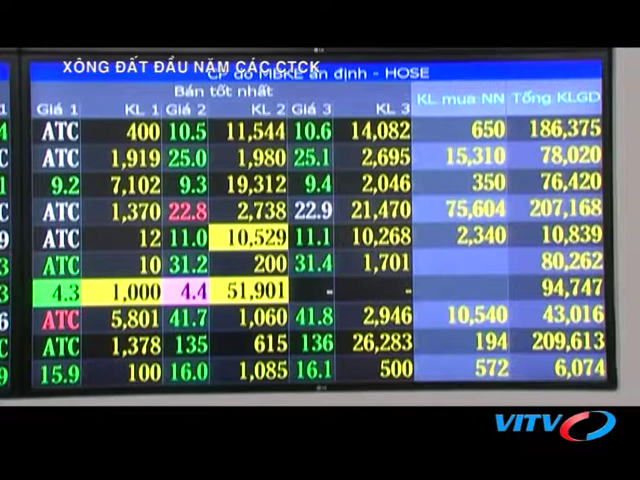 XÔNG ĐẤT ĐẦU NĂM CÁC CTCK
CP do MBKE ấn định - HOSE
Bán tốt nhất
KL mua NN Tổng KLGD
Giá 1 KL 1 Giá 2 KL 2 Giá 3 KL 3
ATC 400 10.5 11,544 10.6 14,082 650 186,375
ATC 1,919 25.0 1,980 25.1 2,695 15,310 78,020
9.2 7,102 9.3 19,312 9.4 2,046 350 76,420
ATC 1,370 22.8 2,738 22.9 21,470 75,604 207,168
ATC 12 11.0 10,529 11.1 10,268 2,340 10,839
ATC 10 31.2 200 31.4 1,701 80,262
4.3 1,000 4.4 51,901 - - 94,747
ATC 5,801 41.7 1,060 41.8 2,946 10,540 43,016
ATC 1,378 135 615 136 26,283 194 209,613
15.9 100 16.0 1,085 16.1 500 572 6,074
VITV